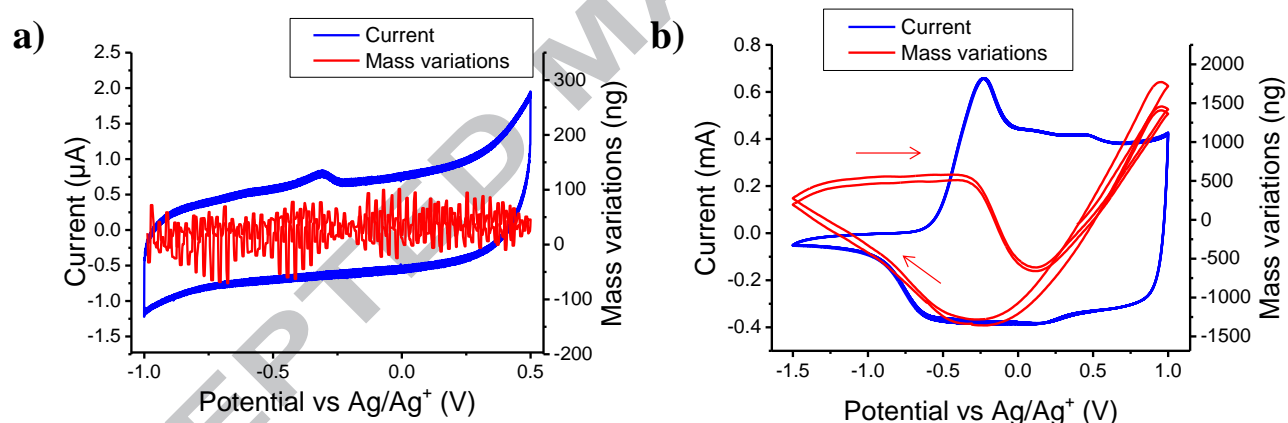 a)
Current
Mass variations
2.5
2.0
1.5
1.0
0.5
0.0
-0.5
-1.0
-1.5
Current (µA)
300
200
100
0
-100
-200
Mass variations (ng)
-1.0 -0.5 0.0 0.5
Potential vs Ag/Ag⁺ (V)
b)
Current
Mass variations
0.8
0.6
0.4
0.2
0.0
-0.2
-0.4
Current (mA)
2000
1500
1000
500
0
-500
-1000
-1500
Mass variations (ng)
-1.5 -1.0 -0.5 0.0 0.5 1.0
Potential vs Ag/Ag⁺ (V)
EPTED MA